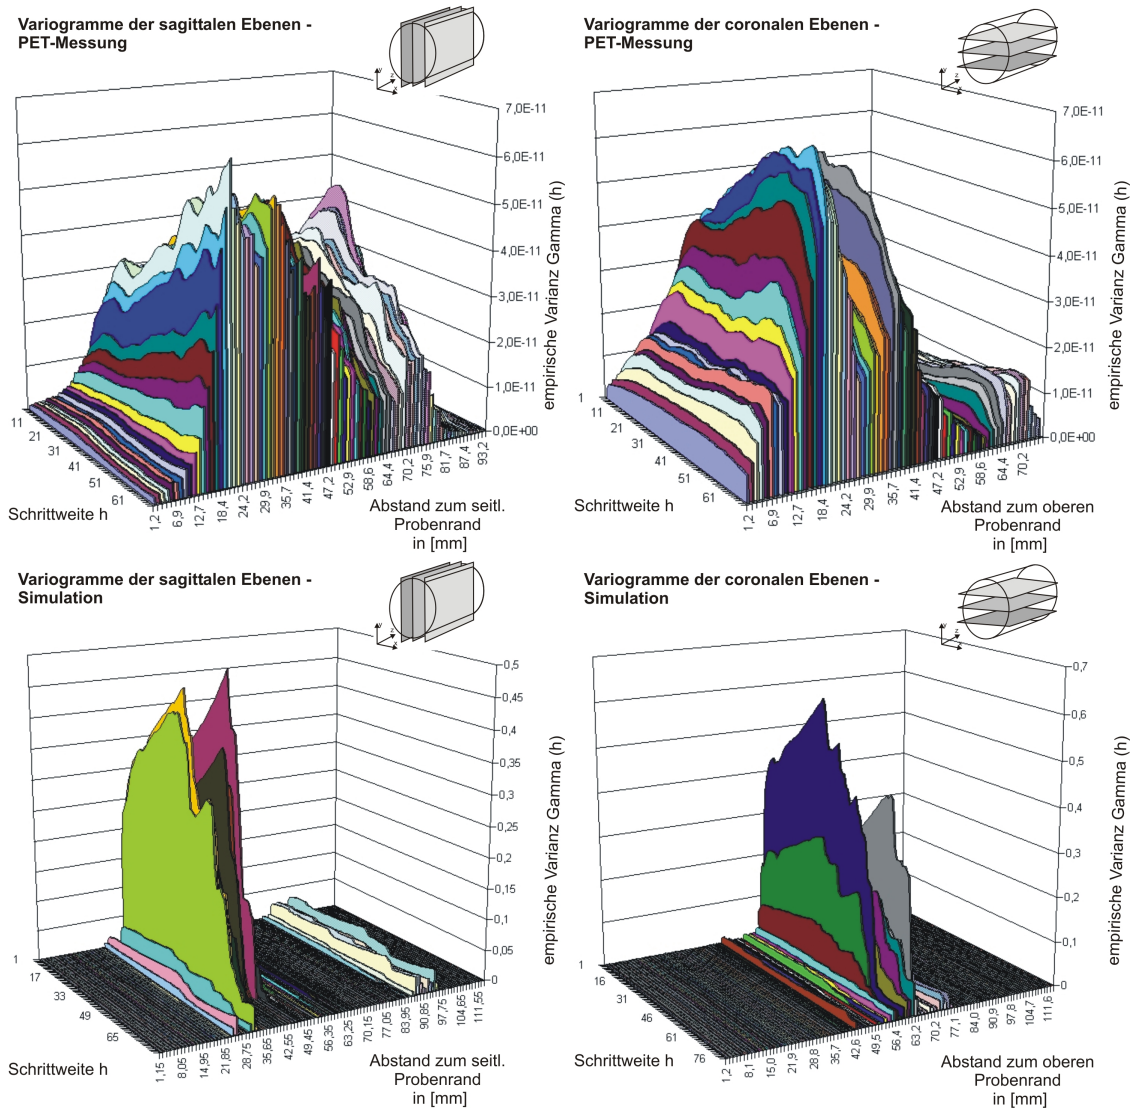 Variogramme der sagittalen Ebenen -
PET-Messung
y
z
x
7,0E-11
6,0E-11
5,0E-11
4,0E-11
3,0E-11
2,0E-11
1,0E-11
0,0E+00
empirische Varianz Gamma (h)
11
21
31
41
51
61
Schrittweite h
1,2
6,9
12,7
18,4
24,2
29,9
35,7
41,4
47,2
52,9
58,6
64,4
70,2
75,9
81,7
87,4
93,2
Abstand zum seitl.
Probenrand
in [mm]
Variogramme der coronalen Ebenen -
PET-Messung
y
z
x
7,0E-11
6,0E-11
5,0E-11
4,0E-11
3,0E-11
2,0E-11
1,0E-11
0,0E+00
empirische Varianz Gamma (h)
1
11
21
31
41
51
61
Schrittweite h
1,2
6,9
12,7
18,4
24,2
29,9
35,7
41,4
47,2
52,9
58,6
64,4
70,2
Abstand zum oberen
Probenrand
in [mm]
Variogramme der sagittalen Ebenen -
Simulation
y
z
x
0,5
0,45
0,4
0,35
0,3
0,25
0,2
0,15
0,1
0,05
0
empirische Varianz Gamma (h)
1
17
33
49
65
Schrittweite h
1,15
8,05
14,95
21,85
28,75
35,65
42,55
49,45
56,35
63,25
70,15
77,05
83,95
90,85
97,75
104,65
111,55
Abstand zum seitl.
Probenrand
in [mm]
Variogramme der coronalen Ebenen -
Simulation
y
z
x
0,7
0,6
0,5
0,4
0,3
0,2
0,1
0
empirische Varianz Gamma (h)
1
16
31
46
61
76
Schrittweite h
1,2
8,1
15,0
21,9
28,8
35,7
42,6
49,5
56,4
63,2
70,2
77,1
84,0
90,9
97,8
104,7
111,6
Abstand zum oberen
Probenrand
in [mm]